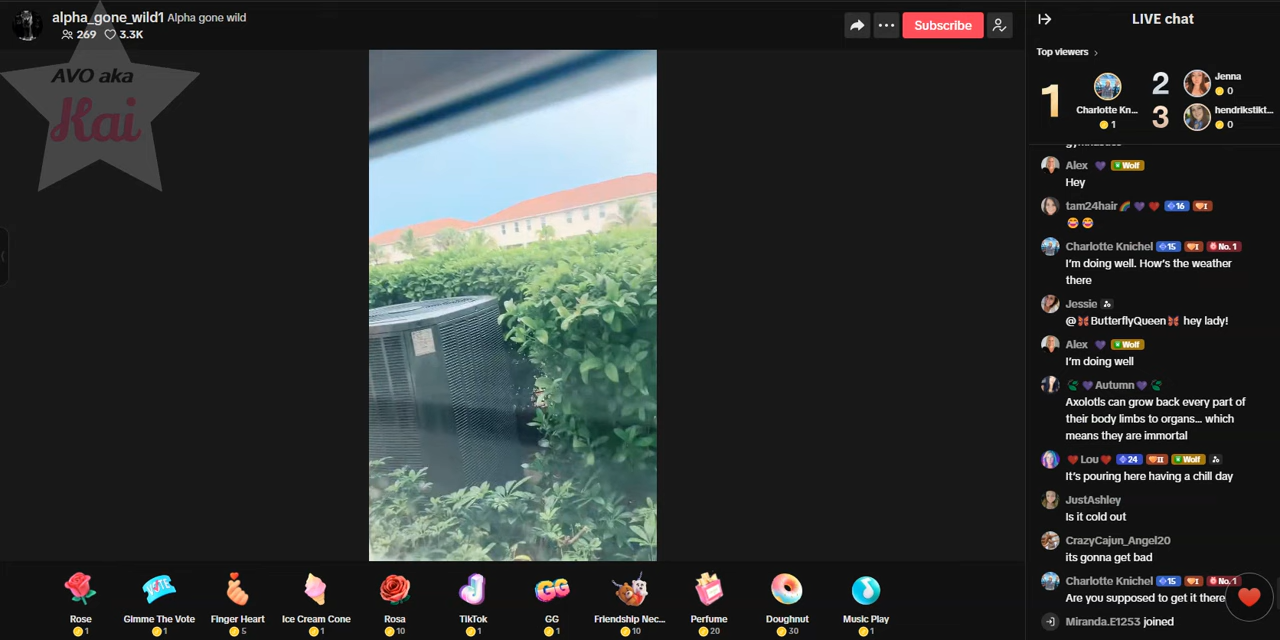 alpha_gone_wild1 Alpha gone wild
269 3.3K
Subscribe
AVO aka
Kai
LIVE chat
Top viewers
1
Charlotte Kn...
1
2
Jenna
0
3
hendrikstikt...
0
Alex Wolf
Hey
tam24hair 16 I
Charlotte Knichel 15 I No. 1
I'm doing well. How's the weather
there
Jessie
@ButterflyQueen hey lady!
Alex Wolf
I'm doing well
Autumn
Axolotls can grow back every part of
their body limbs to organs... which
means they are immortal
Lou 24 II Wolf
It's pouring here having a chill day
JustAshley
Is it cold out
CrazyCajun_Angel20
its gonna get bad
Charlotte Knichel 15 I No. 1
Are you supposed to get it there
Miranda.E1253 joined
VOTE
GG
Rose
1
Gimme The Vote
1
Finger Heart
5
Ice Cream Cone
1
Rosa
10
TikTok
1
GG
1
Friendship Nec...
10
Perfume
20
Doughnut
30
Music Play
1